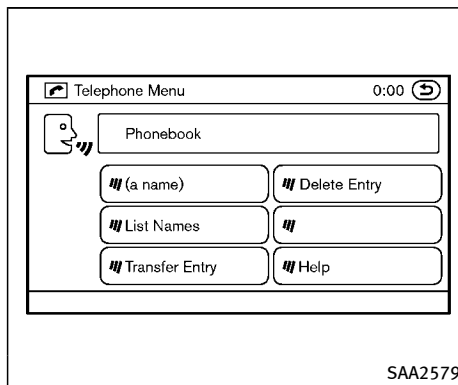 Telephone Menu 0:00
Phonebook
(a name) Delete Entry
List Names
Transfer Entry Help
SAA2579